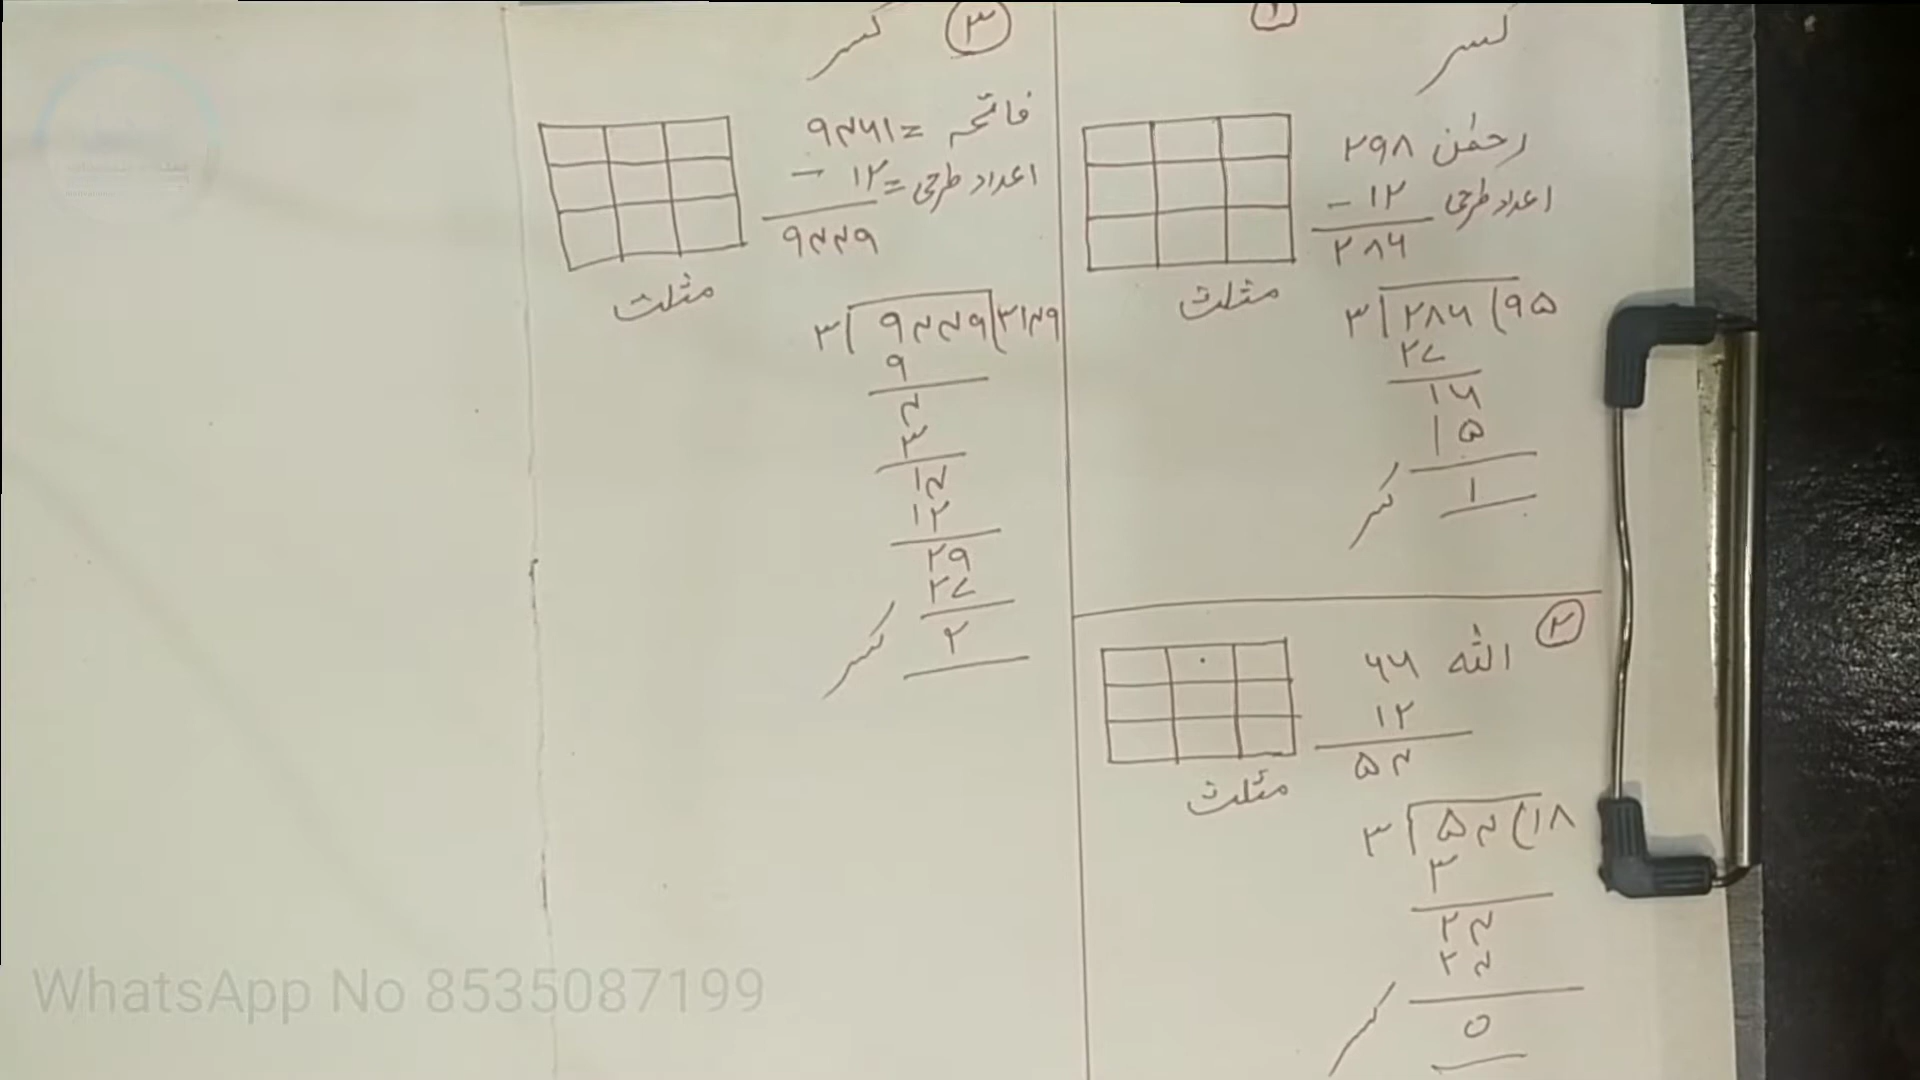 کسر
رحمٰن ۲۹۸
اعداد طرحی ۱۲ −
۲۸۶
۳ ۲۸۶ ( ۹۵
۲۷
۱۶
۱۵
کسر ۱
مثلث
۲
اللہ ۶۶
۱۲
۵۴
۳ ۵۴ ( ۱۸
۳
۲۴
۲۴
کسر ۰
مثلث
۳
کسر
فاتحہ = ۹۴۶۱
اعداد طرحی = ۱۲ −
۹۴۴۹
۳ ۹۴۴۹ ( ۳۱۴۹
۹
۴
۳
۱۴
۱۲
۲۹
۲۷
کسر ۲
مثلث
WhatsApp No 8535087199